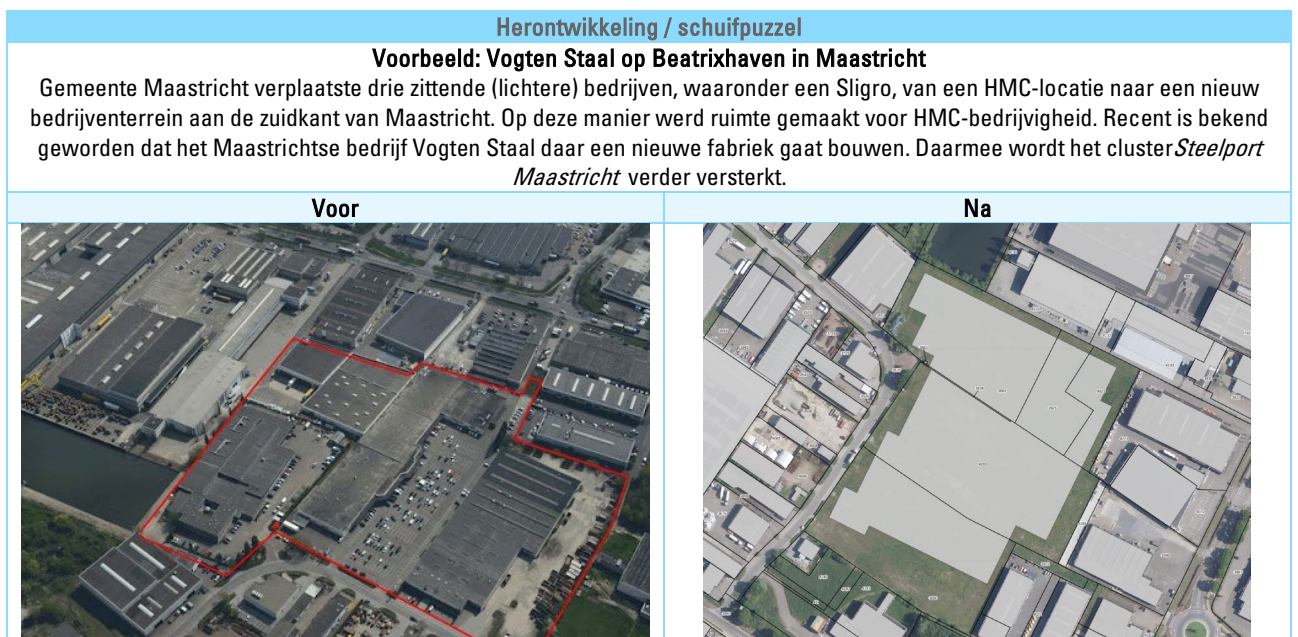 Herontwikkeling / schuifpuzzel
Voorbeeld: Vogten Staal op Beatrixhaven in Maastricht
Gemeente Maastricht verplaatste drie zittende (lichtere) bedrijven, waaronder een Sligro, van een HMC-locatie naar een nieuw
bedrijventerrein aan de zuidkant van Maastricht. Op deze manier werd ruimte gemaakt voor HMC-bedrijvigheid. Recent is bekend
geworden dat het Maastrichtse bedrijf Vogten Staal daar een nieuwe fabriek gaat bouwen. Daarmee wordt het cluster Steelport
Maastricht verder versterkt.
Voor
Na